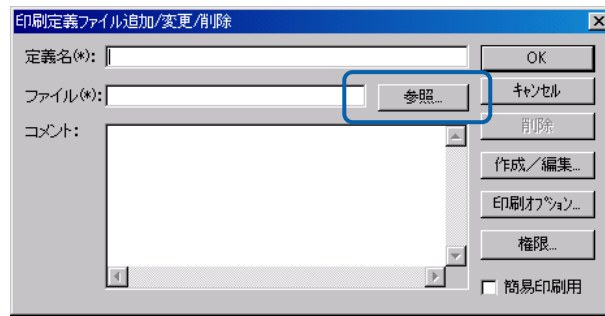 印刷定義ファイル追加/変更/削除
定義名(*):
OK
ファイル(*):
参照...
キャンセル
コメント:
削除
作成／編集...
印刷オプション...
権限...
簡易印刷用